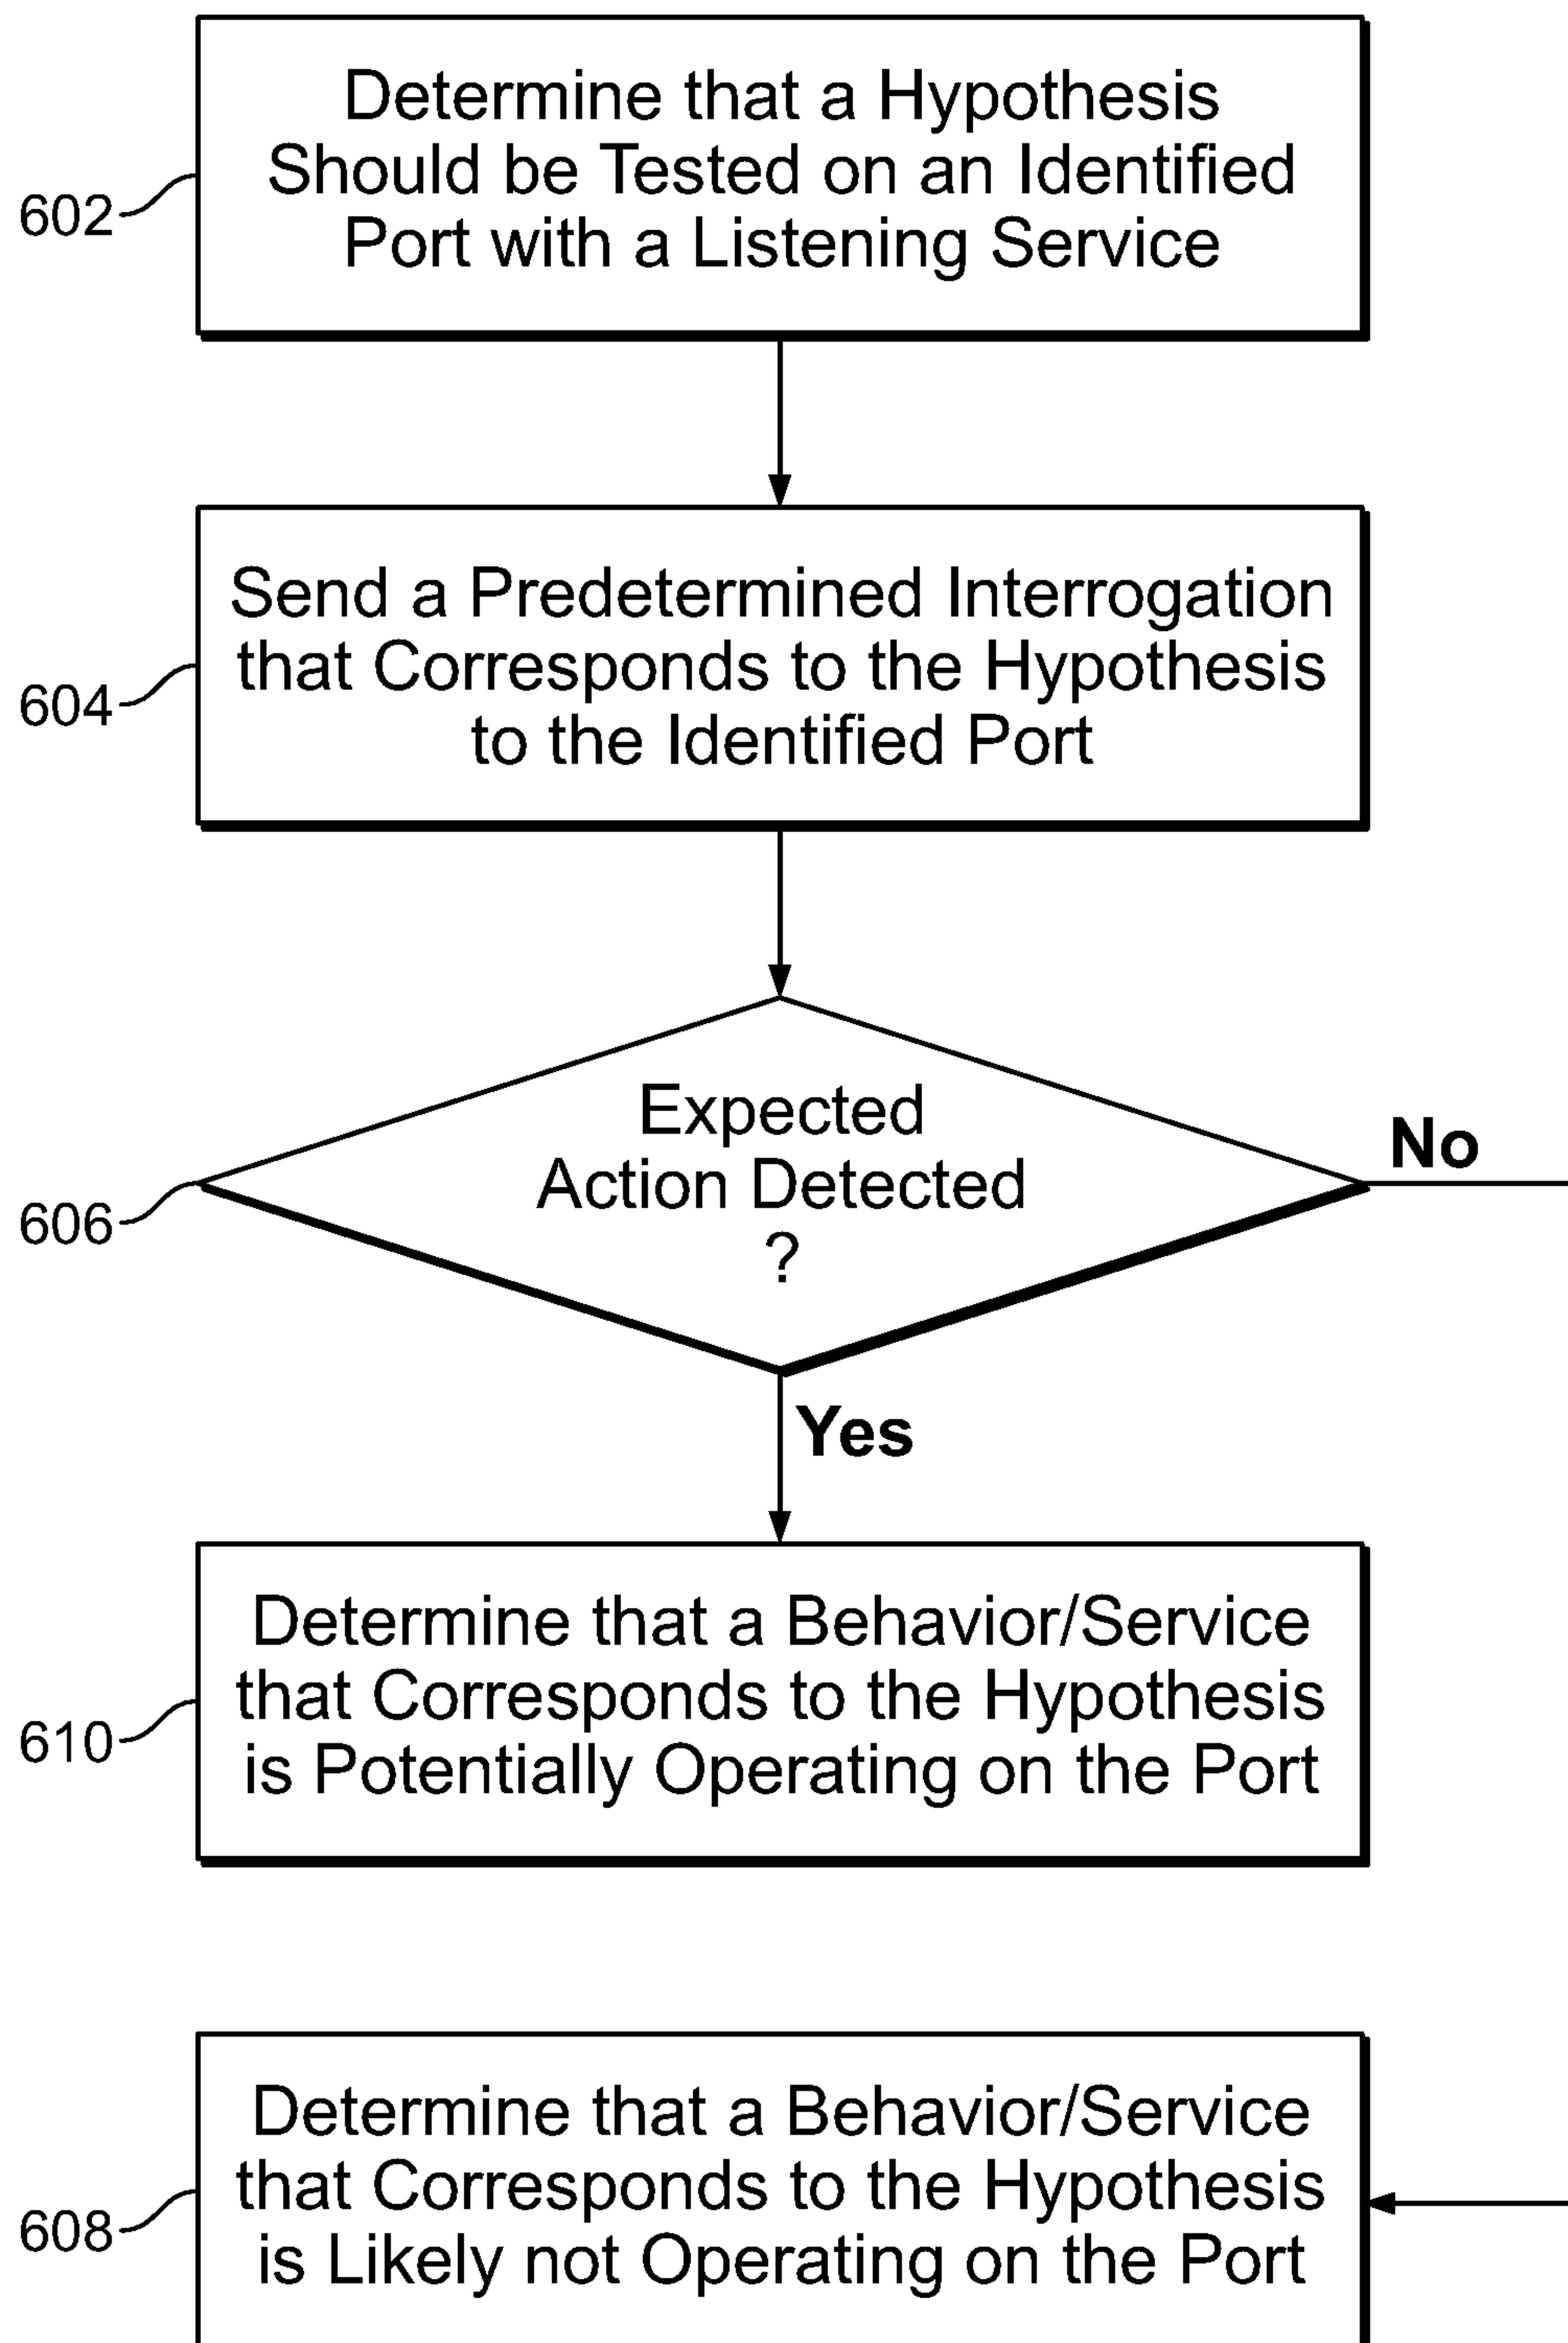 Determine that a Hypothesis
Should be Tested on an Identified
Port with a Listening Service
602
Send a Predetermined Interrogation
that Corresponds to the Hypothesis
to the Identified Port
604
Expected
Action Detected
?
606
No
Yes
Determine that a Behavior/Service
that Corresponds to the Hypothesis
is Potentially Operating on the Port
610
Determine that a Behavior/Service
that Corresponds to the Hypothesis
is Likely not Operating on the Port
608